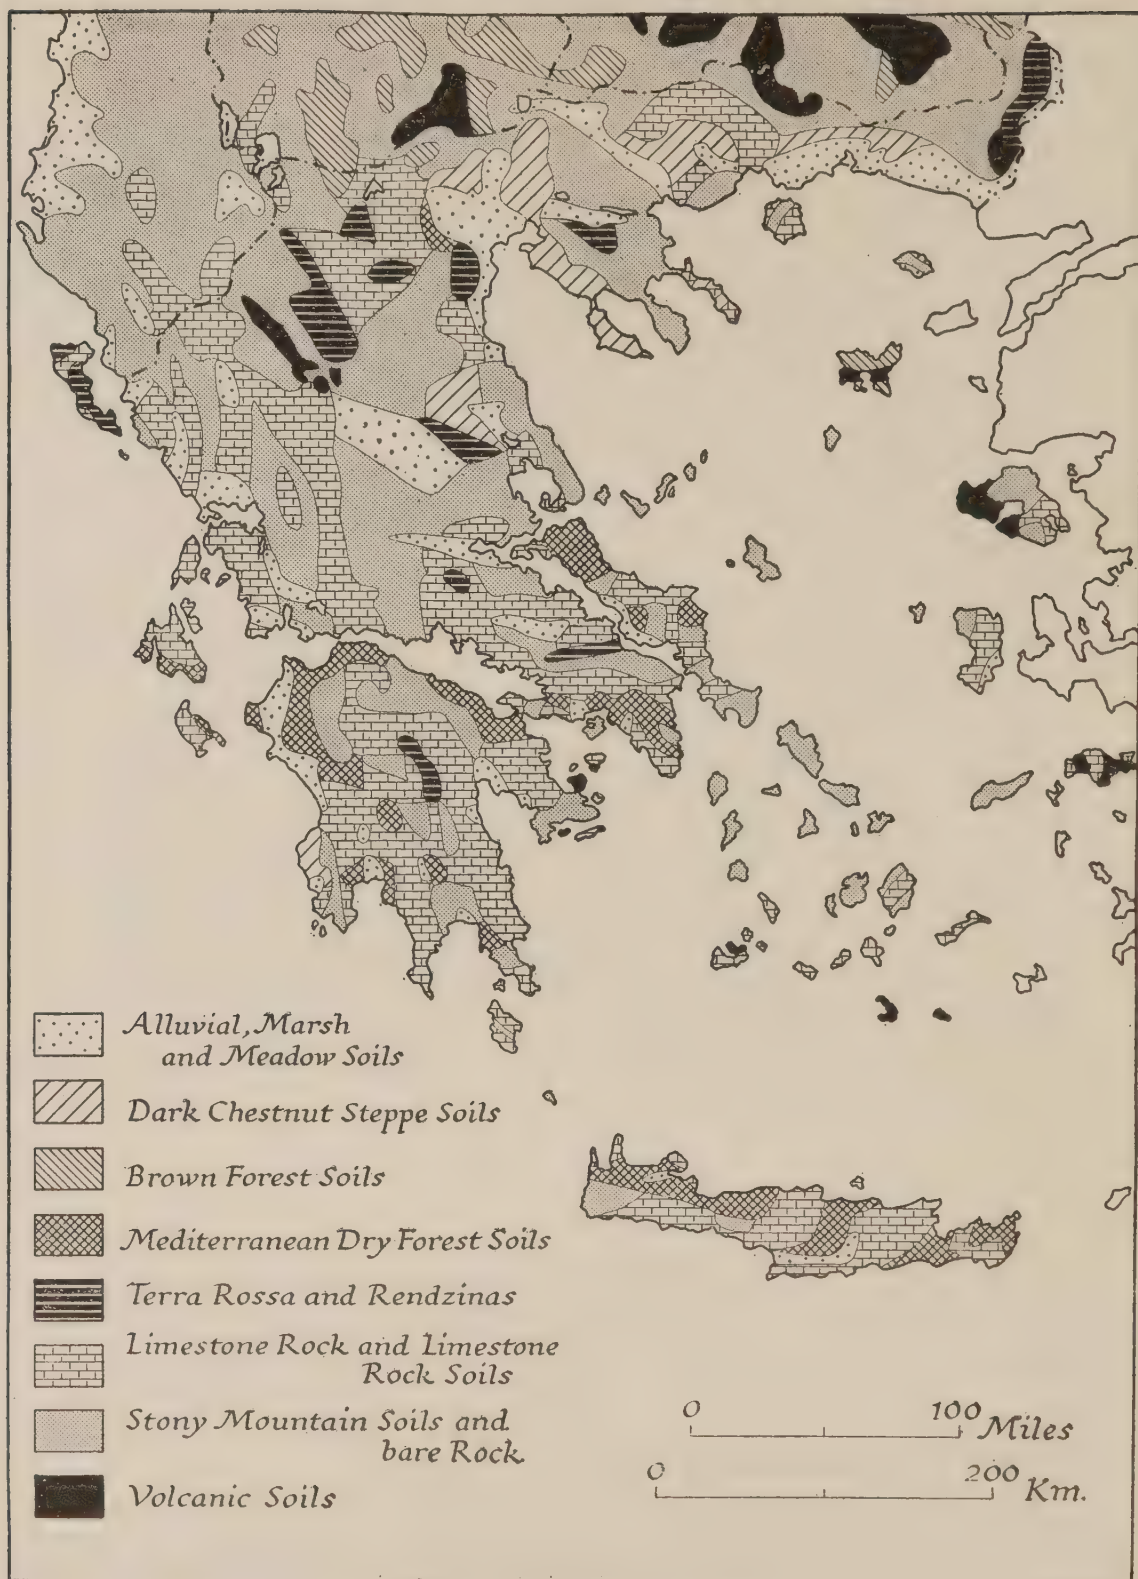 Alluvial, Marsh
and Meadow Soils
Dark Chestnut Steppe Soils
Brown Forest Soils
Mediterranean Dry Forest Soils
Terra Rossa and Rendzinas
Limestone Rock and Limestone
Rock Soils
Stony Mountain Soils and
bare Rock
Volcanic Soils
0 100 Miles
0 200 Km.